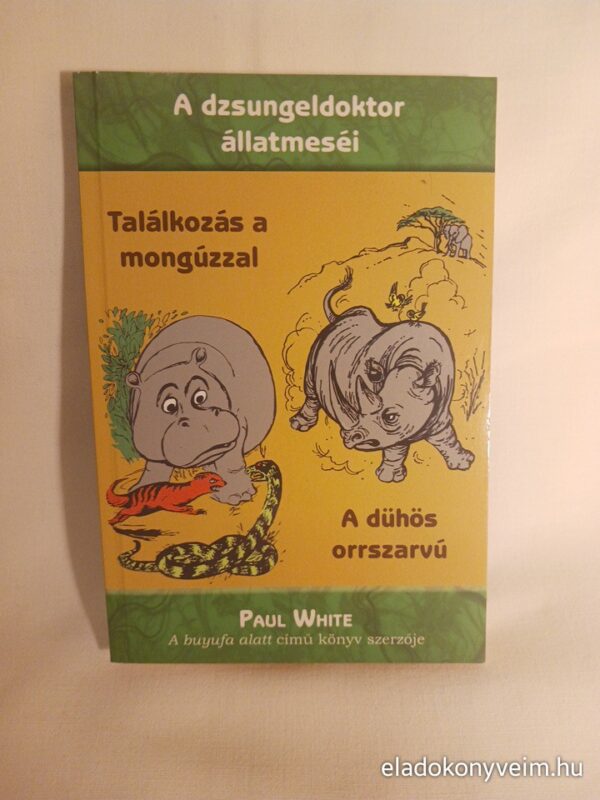 A dzsungeldoktor
állatmeséi
Találkozás a
mongúzzal
A dühös
orrszarvú
PAUL WHITE
A buyufa alatt című könyv szerzője
eladokonyveim.hu